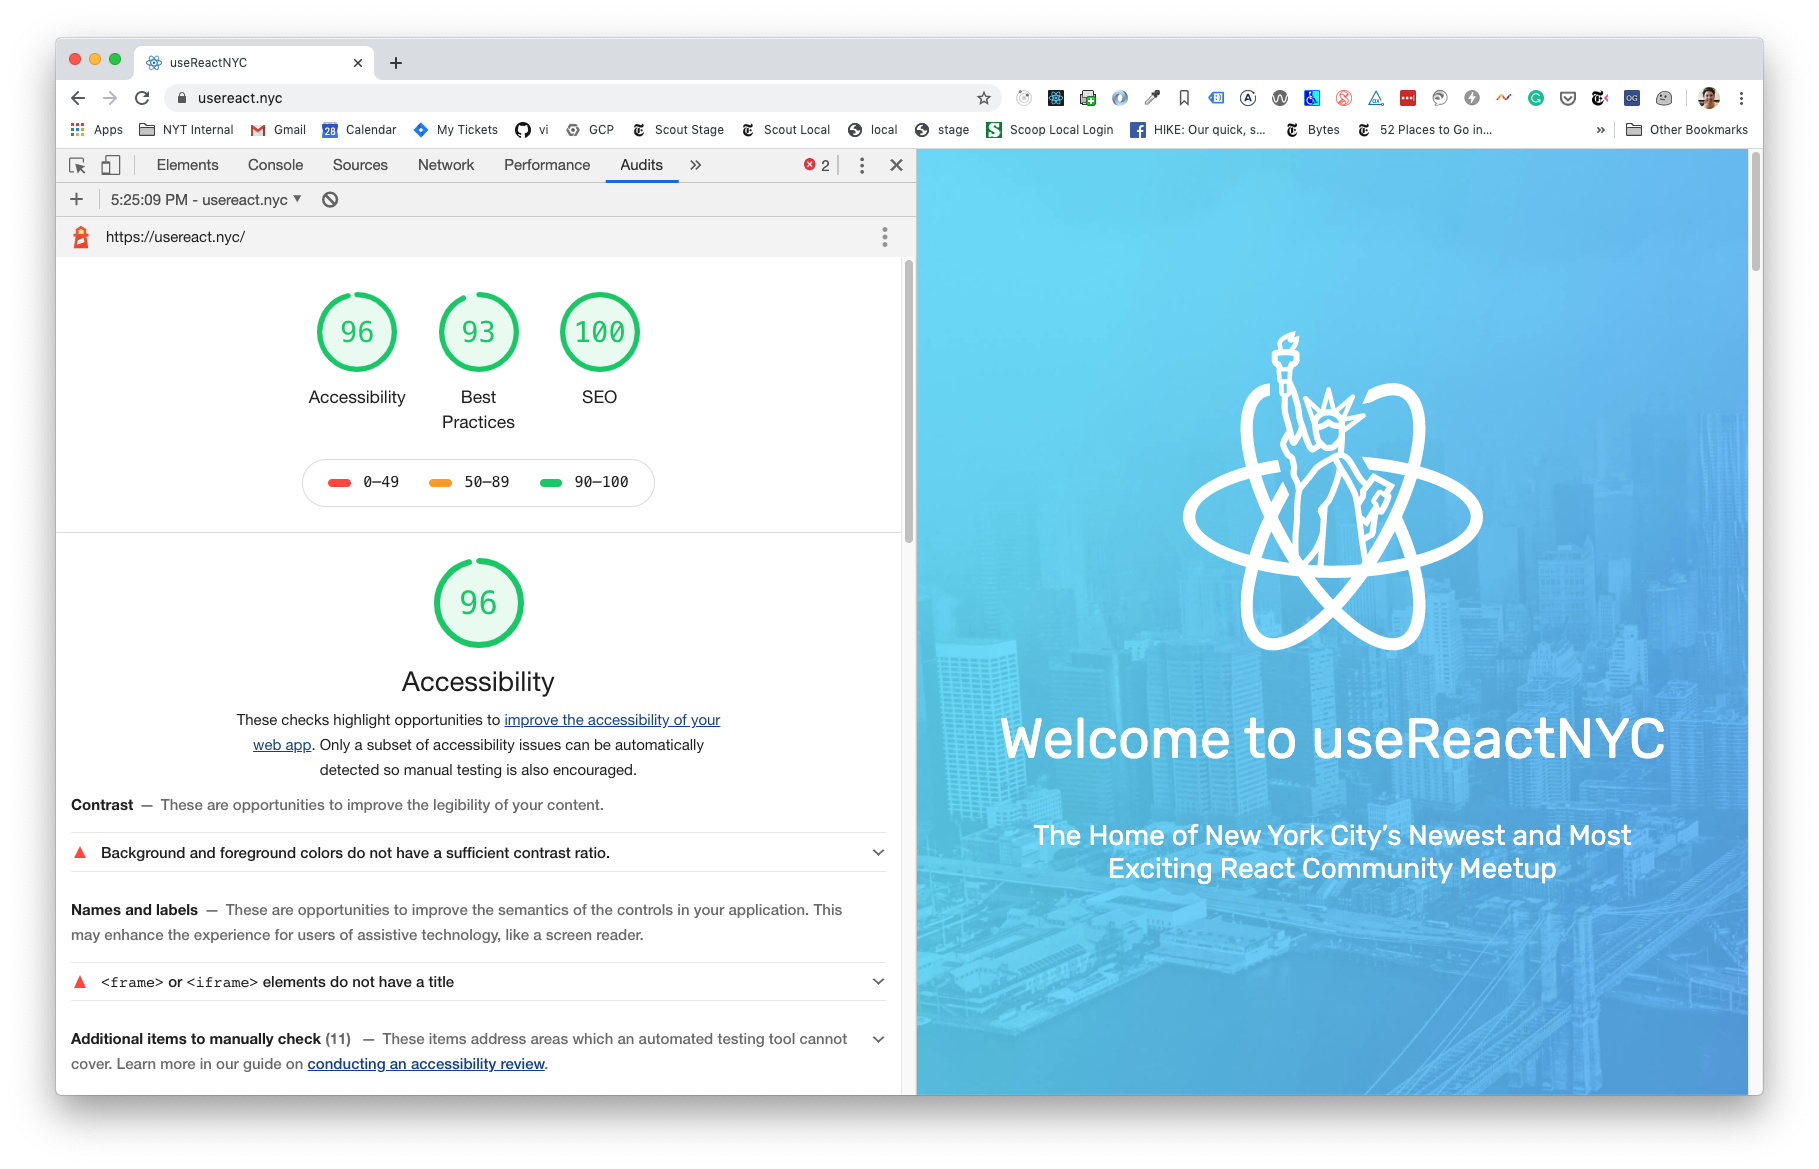 useReactNYC
usereact.nyc
Apps NYT Internal Gmail 28 Calendar My Tickets vi GCP Scout Stage Scout Local local stage Scoop Local Login HIKE: Our quick, s... Bytes 52 Places to Go in... » Other Bookmarks
Elements Console Sources Network Performance Audits » 2
5:25:09 PM - usereact.nyc
https://usereact.nyc/
96 93 100
Accessibility Best SEO
Practices
0–49 50–89 90–100
96
Accessibility
These checks highlight opportunities to improve the accessibility of your
web app. Only a subset of accessibility issues can be automatically
detected so manual testing is also encouraged.
Contrast — These are opportunities to improve the legibility of your content.
Background and foreground colors do not have a sufficient contrast ratio.
Names and labels — These are opportunities to improve the semantics of the controls in your application. This
may enhance the experience for users of assistive technology, like a screen reader.
<frame> or <iframe> elements do not have a title
Additional items to manually check (11) — These items address areas which an automated testing tool cannot
cover. Learn more in our guide on conducting an accessibility review.
Welcome to useReactNYC
The Home of New York City’s Newest and Most
Exciting React Community Meetup